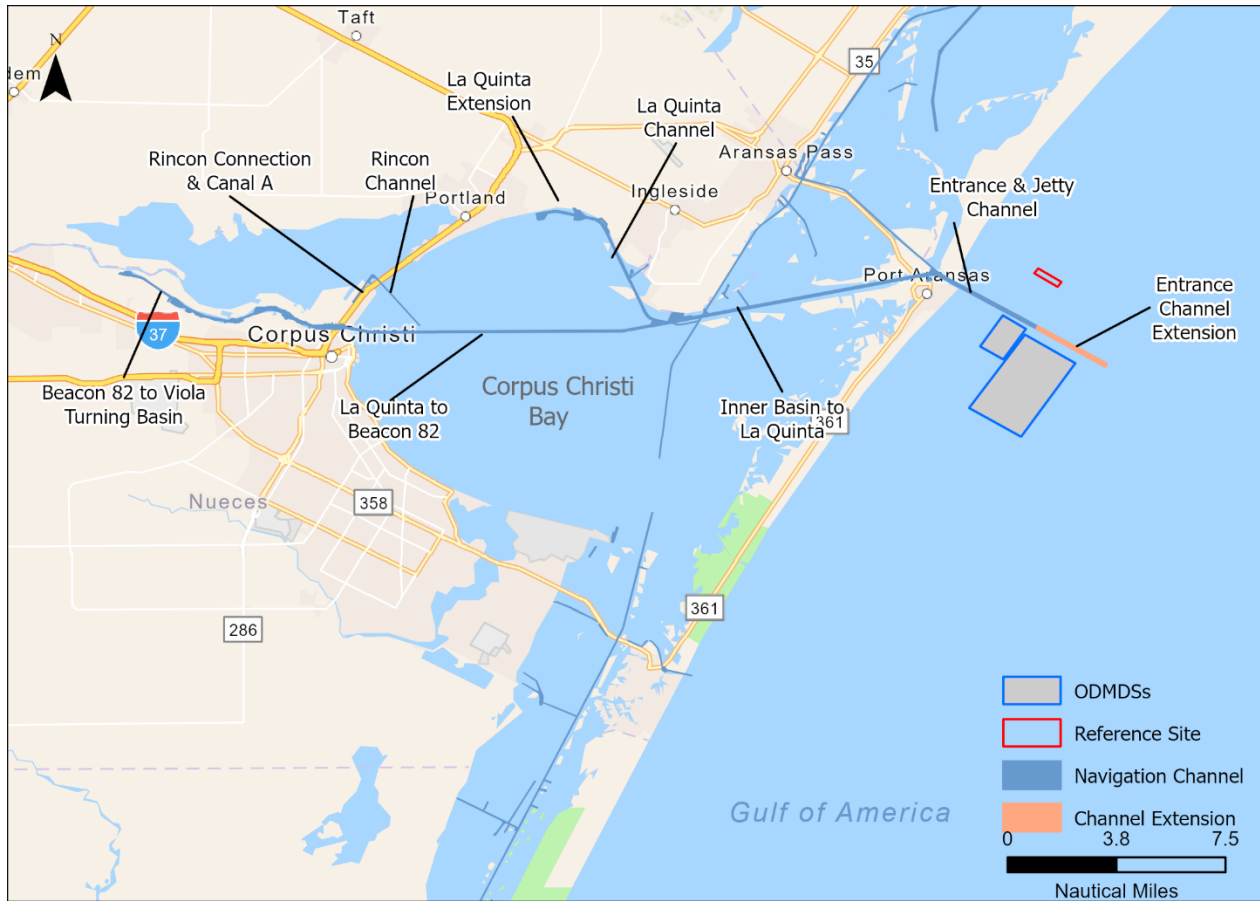 Taft
N
dem
35
La Quinta
Extension
La Quinta
Channel
Rincon Connection
& Canal A
Rincon
Channel
Aransas Pass
Portland
Ingleside
Entrance & Jetty
Channel
Port Aransas
Entrance
Channel
Extension
37
Corpus Christi
Beacon 82 to Viola
Turning Basin
La Quinta to
Beacon 82
Corpus Christi
Bay
Inner Basin to
La Quinta
361
Nueces
358
361
286
ODMDSs
Reference Site
Navigation Channel
Channel Extension
Gulf of America
0 3.8 7.5
Nautical Miles